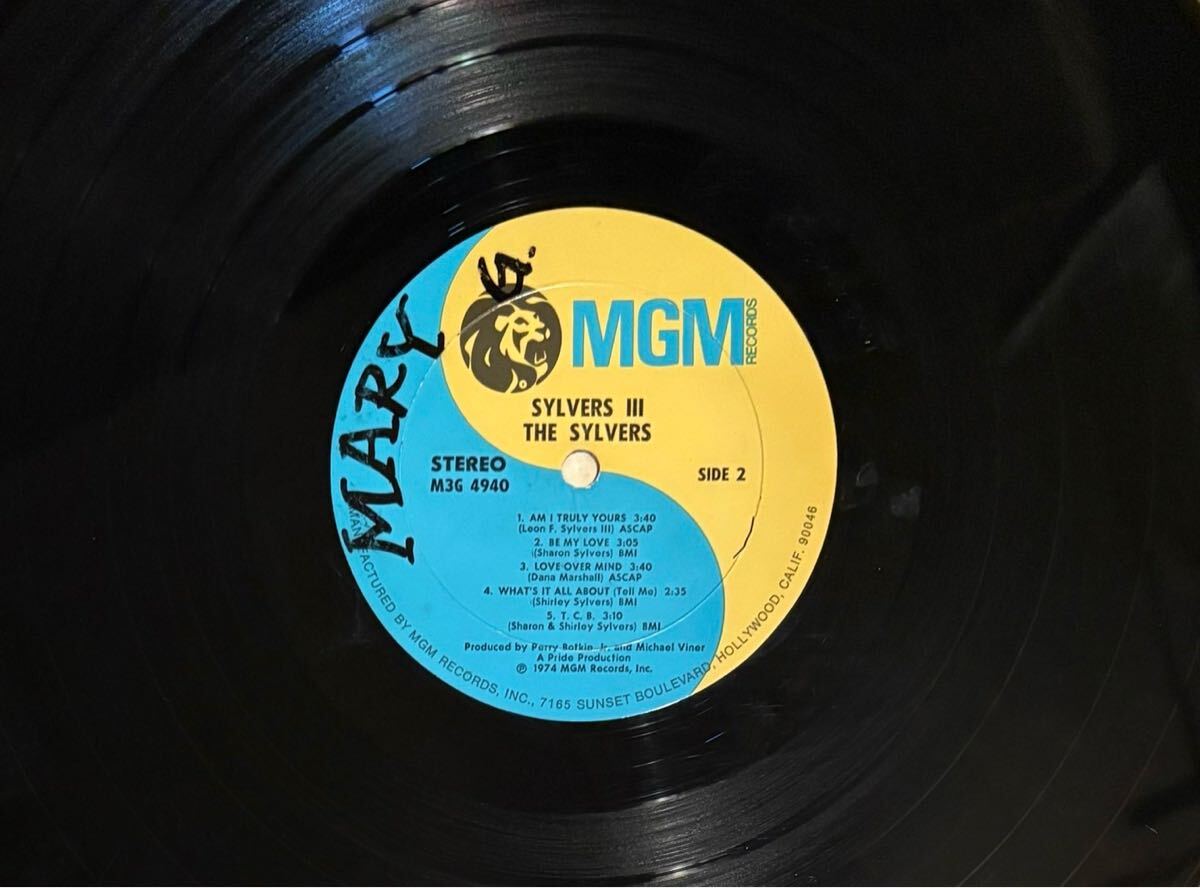 MARY G.
MGM RECORDS
SYLVERS III
THE SYLVERS
STEREO
M3G 4940
SIDE 2
1. AM I TRULY YOURS 3:40
(Leon F. Sylvers III) ASCAP
2. BE MY LOVE 3:05
(Sharon Sylvers) BMI
3. LOVE OVER MIND 3:40
(Dana Marshall) ASCAP
4. WHAT'S IT ALL ABOUT (Tell Me) 2:35
(Shirley Sylvers) BMI
5. T. C. B. 3:10
(Sharon & Shirley Sylvers) BMI
Produced by Perry Botkin, Jr. and Michael Viner
A Pride Production
℗ 1974 MGM Records, Inc.
MANUFACTURED BY MGM RECORDS, INC., 7165 SUNSET BOULEVARD, HOLLYWOOD, CALIF. 90046